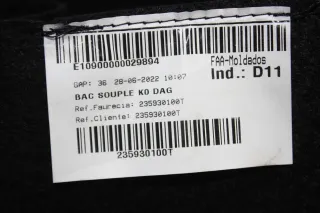 E10900000029894
FAA-Moldados
GAP: 36 28-06-2022 10:07
Ind.: D11
BAC SOUPLE K0 DAG
Ref.Faurecia: 235930100T
Ref.Cliente: 235930100T
235930100T